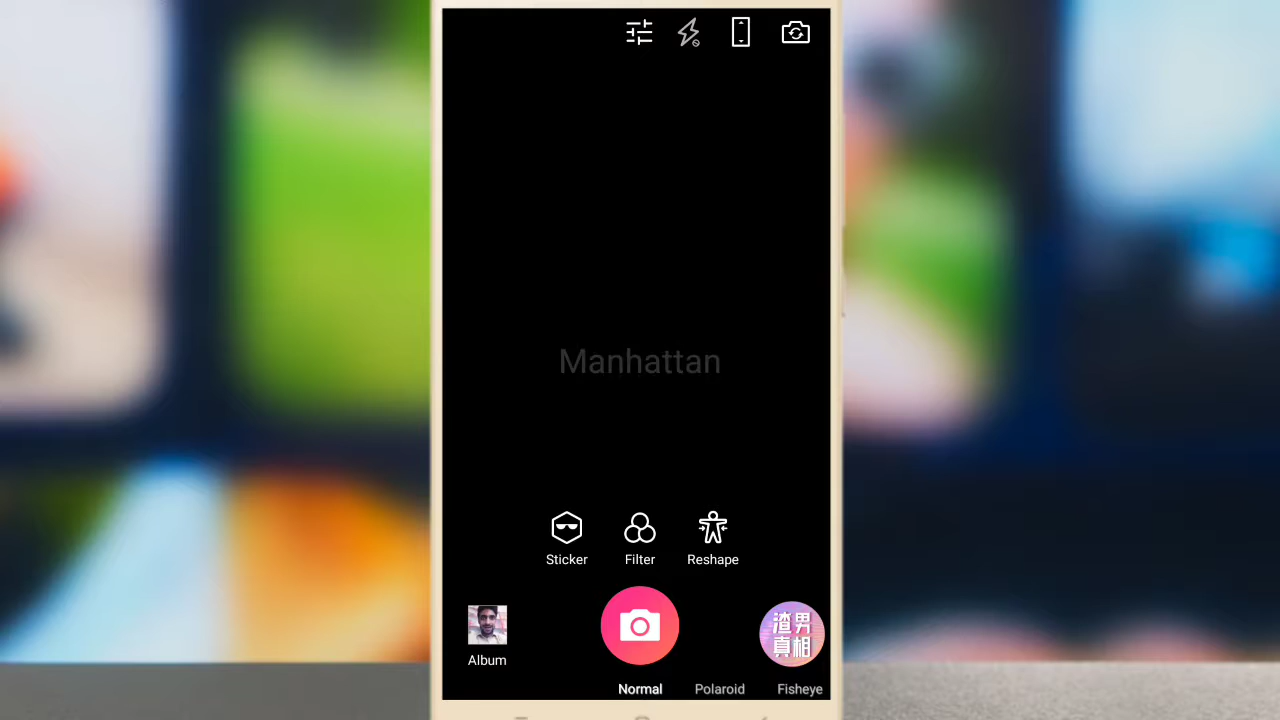 Manhattan
Sticker Filter Reshape
渣男
真相
Album
Normal Polaroid Fisheye